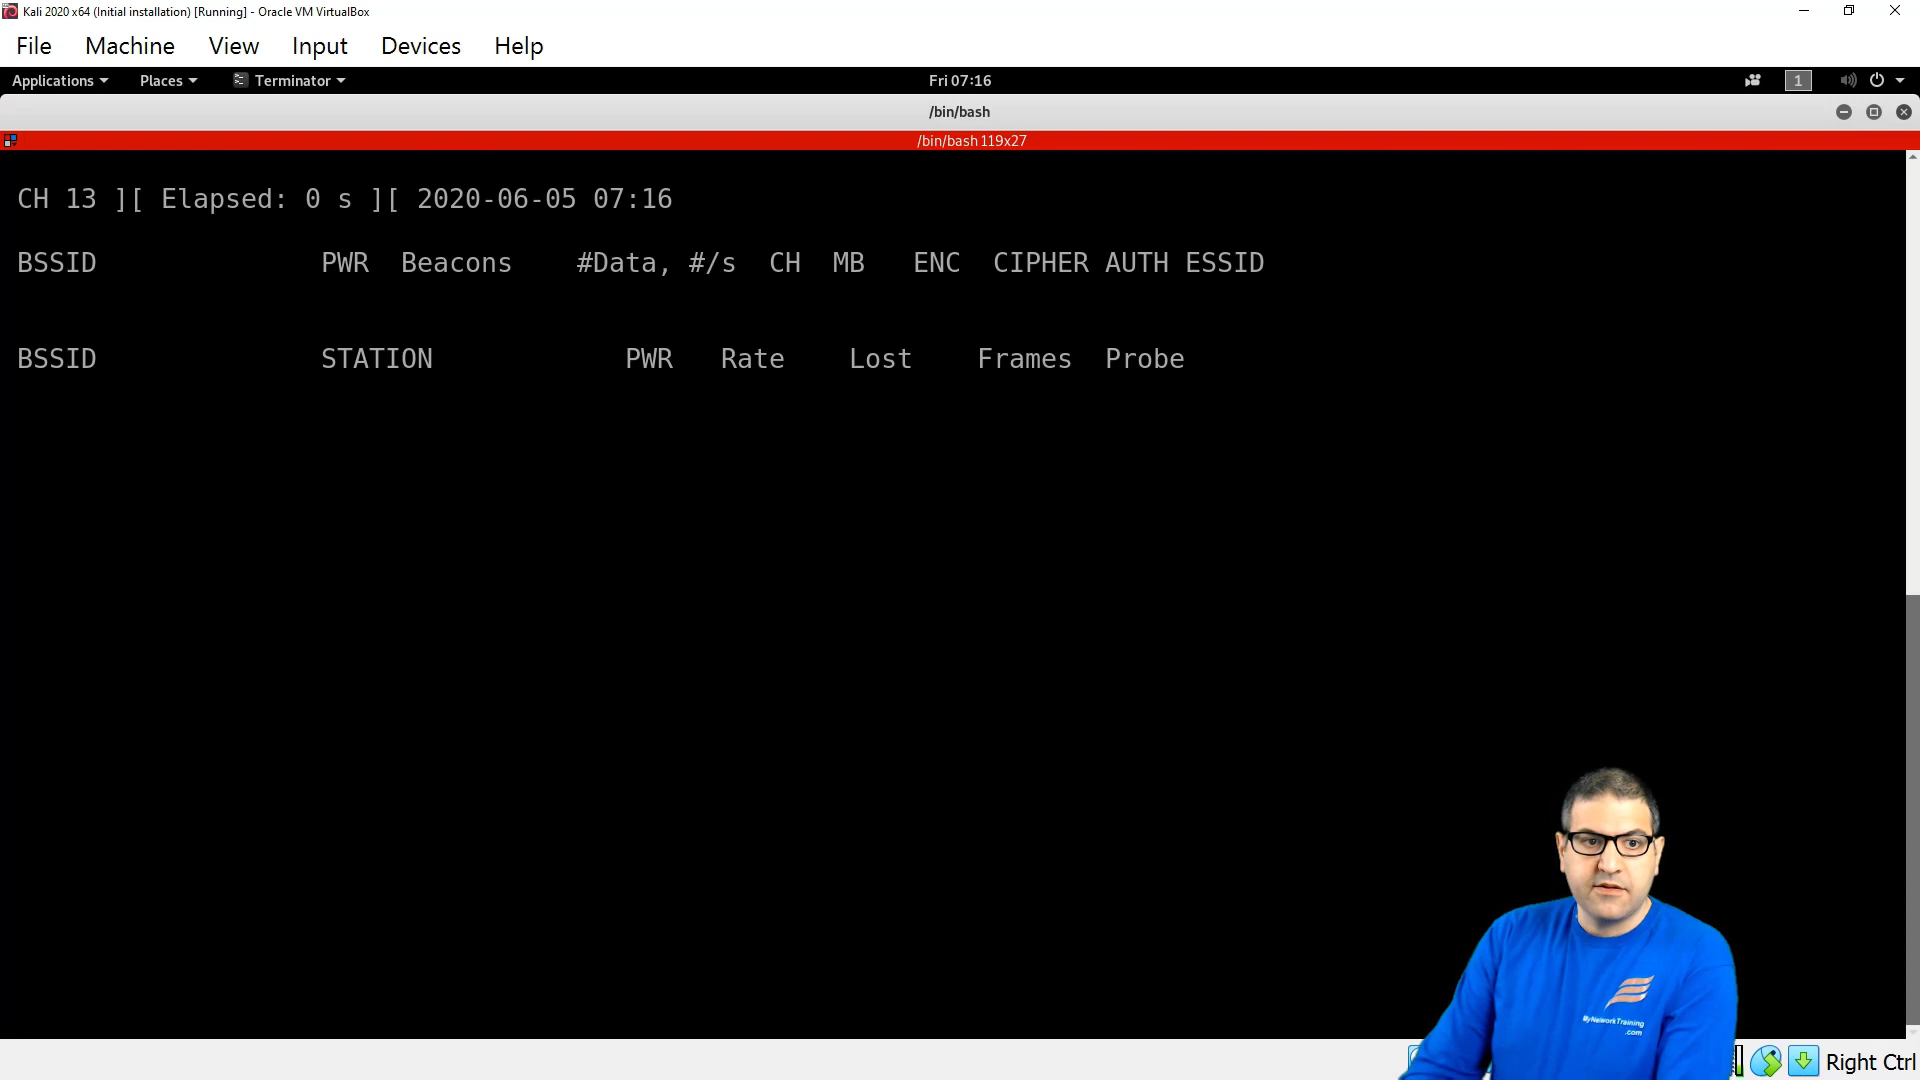 Kali 2020 x64 (Initial installation) [Running] - Oracle VM VirtualBox
File Machine View Input Devices Help
Applications Places Terminator Fri 07:16 1
/bin/bash
/bin/bash 119x27
CH 13 ][ Elapsed: 0 s ][ 2020-06-05 07:16
BSSID PWR Beacons #Data, #/s CH MB ENC CIPHER AUTH ESSID
BSSID STATION PWR Rate Lost Frames Probe
MyNetworkTraining
.com
Right Ctrl